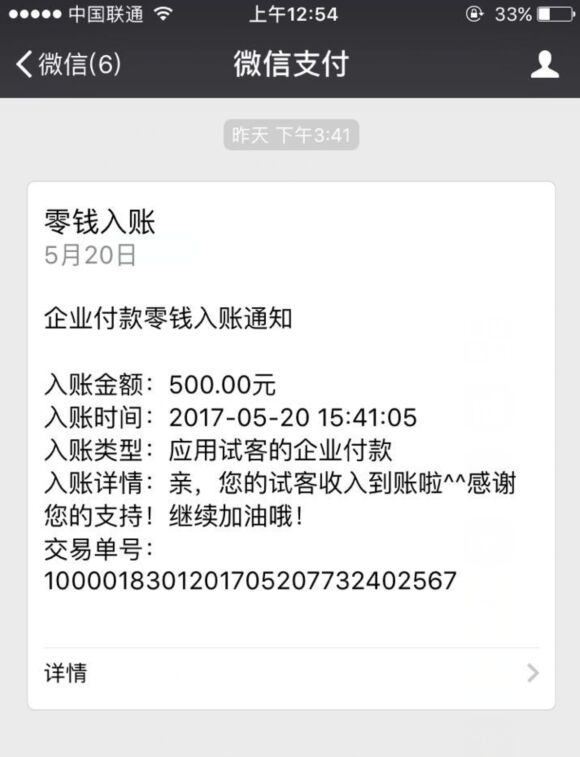 中国联通 上午12:54 33%
微信(6) 微信支付
昨天 下午3:41
零钱入账
5月20日
企业付款零钱入账通知
入账金额：500.00元
入账时间：2017-05-20 15:41:05
入账类型：应用试客的企业付款
入账详情：亲，您的试客收入到账啦^^感谢
您的支持！继续加油哦！
交易单号：
1000018301201705207732402567
详情